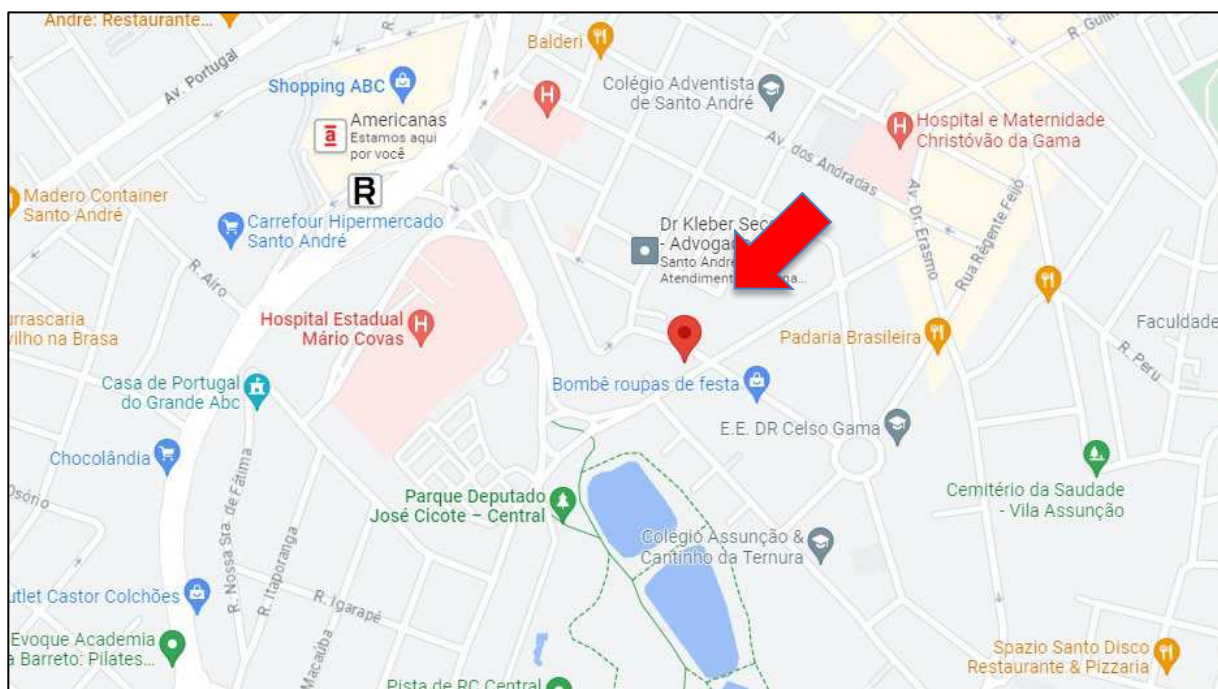 André: Restaurante...
Balderi
R. Guilh
Av. Portugal
Shopping ABC
Colégio Adventista
de Santo André
Americanas
Estamos aqui
por você
Hospital e Maternidade
Christóvão da Gama
Av. dos Andradas
Madero Container
Santo André
R
Carrefour Hipermercado
Santo André
Dr Kleber Sec
- Advoga
Santo André
Atendiment
Av. Dr. Erasmo
Rua Regente Feijó
R. Airo
urrascaria
vilho na Brasa
Hospital Estadual
Mário Covas
Padaria Brasileira
Faculdade
R. Peru
Casa de Portugal
do Grande Abc
Bombê roupas de festa
E.E. DR Celso Gama
Chocolândia
Osório
R. Nossa Sta. de Fátima
Parque Deputado
José Cicote – Central
Cemitério da Saudade
- Vila Assunção
Colégio Assunção &
Cantinho da Ternura
R. Itaporanga
utlet Castor Colchões
R. Igarapé
Macaúba
Evoque Academia
a Barreto: Pilates...
Spazio Santo Disco
Restaurante & Pizzaria
Pista de RC Central